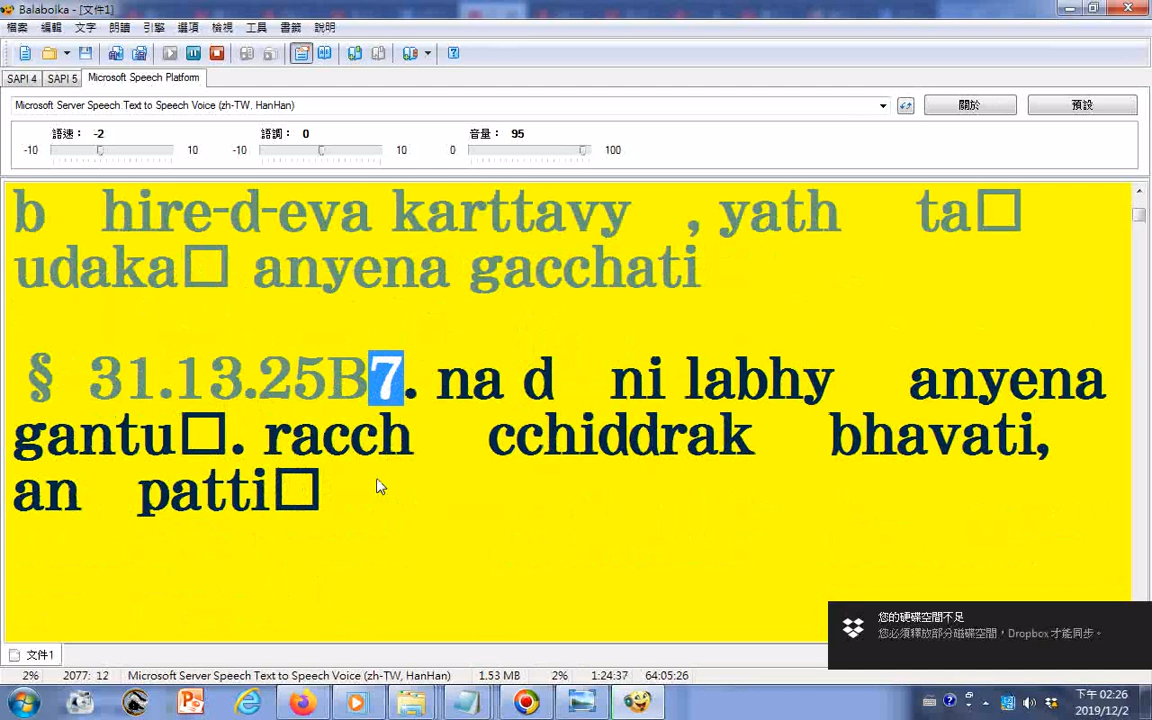 Balabolka - [文件1]
檔案 編輯 文字 朗讀 引擎 選項 檢視 工具 書籤 說明
SAPI 4 SAPI 5 Microsoft Speech Platform
Microsoft Server Speech Text to Speech Voice (zh-TW, HanHan) 關於 預設
語速： -2 語調： 0 音量： 95
-10 10 -10 10 0 100
b hire-d-eva karttavy , yath ta□
udaka□ anyena gacchati
§ 31.13.25B7. na d ni labhy anyena
gantu□. racch cchiddrak bhavati,
an patti□
您的硬碟空間不足
您必須釋放部分磁碟空間，Dropbox 才能同步。
文件1
2% 2077: 12 Microsoft Server Speech Text to Speech Voice (zh-TW, HanHan) 1.53 MB 2% 1:24:37 64:05:26
下午 02:26
2019/12/2